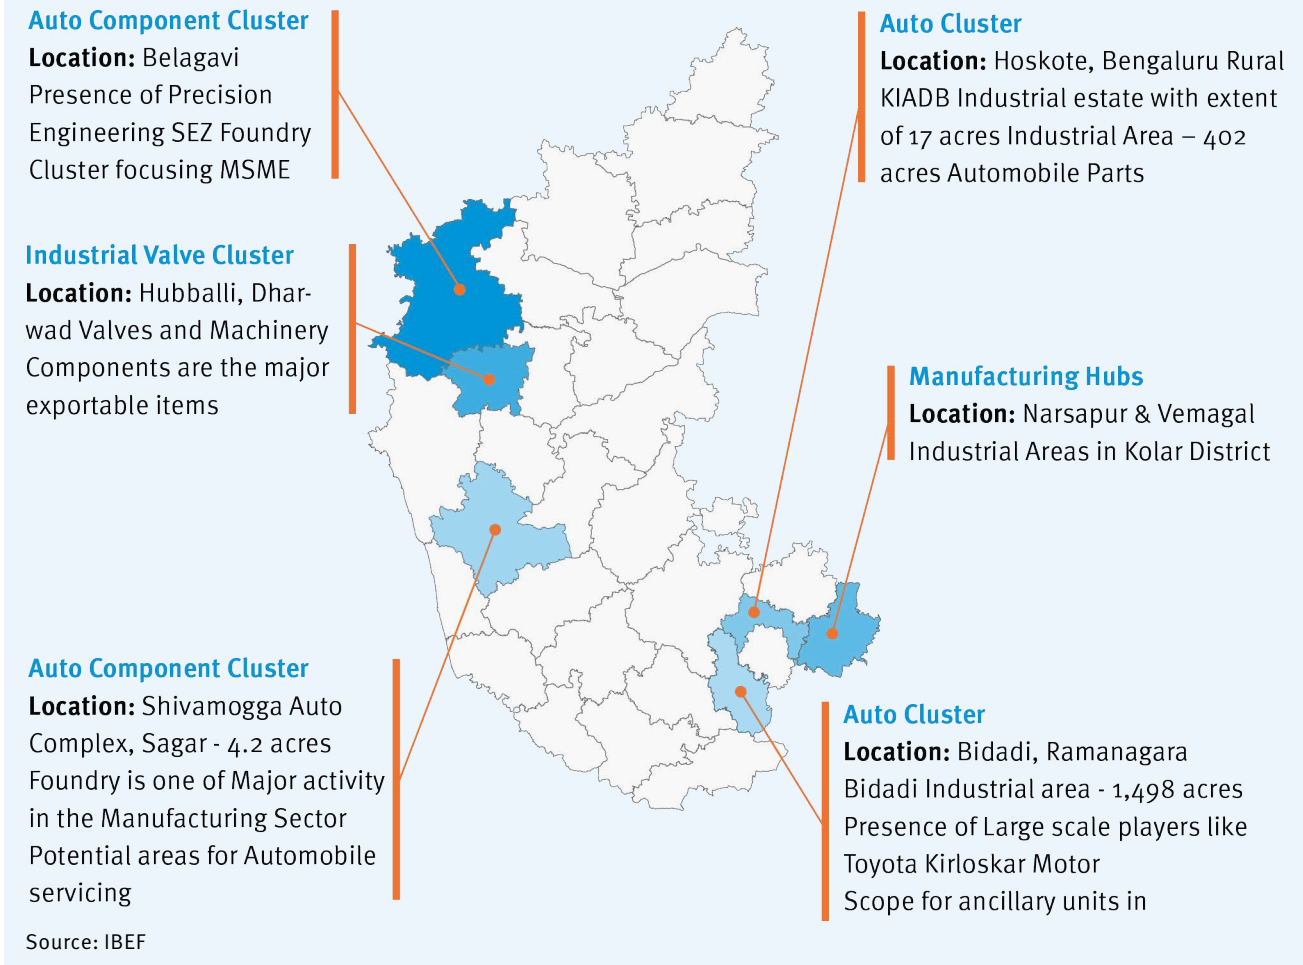 Auto Component Cluster
Location: Belagavi
Presence of Precision
Engineering SEZ Foundry
Cluster focusing MSME
Industrial Valve Cluster
Location: Hubballi, Dhar-
wad Valves and Machinery
Components are the major
exportable items
Auto Component Cluster
Location: Shivamogga Auto
Complex, Sagar - 4.2 acres
Foundry is one of Major activity
in the Manufacturing Sector
Potential areas for Automobile
servicing
Source: IBEF
Auto Cluster
Location: Hoskote, Bengaluru Rural
KIADB Industrial estate with extent
of 17 acres Industrial Area – 402
acres Automobile Parts
Manufacturing Hubs
Location: Narsapur & Vemagal
Industrial Areas in Kolar District
Auto Cluster
Location: Bidadi, Ramanagara
Bidadi Industrial area - 1,498 acres
Presence of Large scale players like
Toyota Kirloskar Motor
Scope for ancillary units in